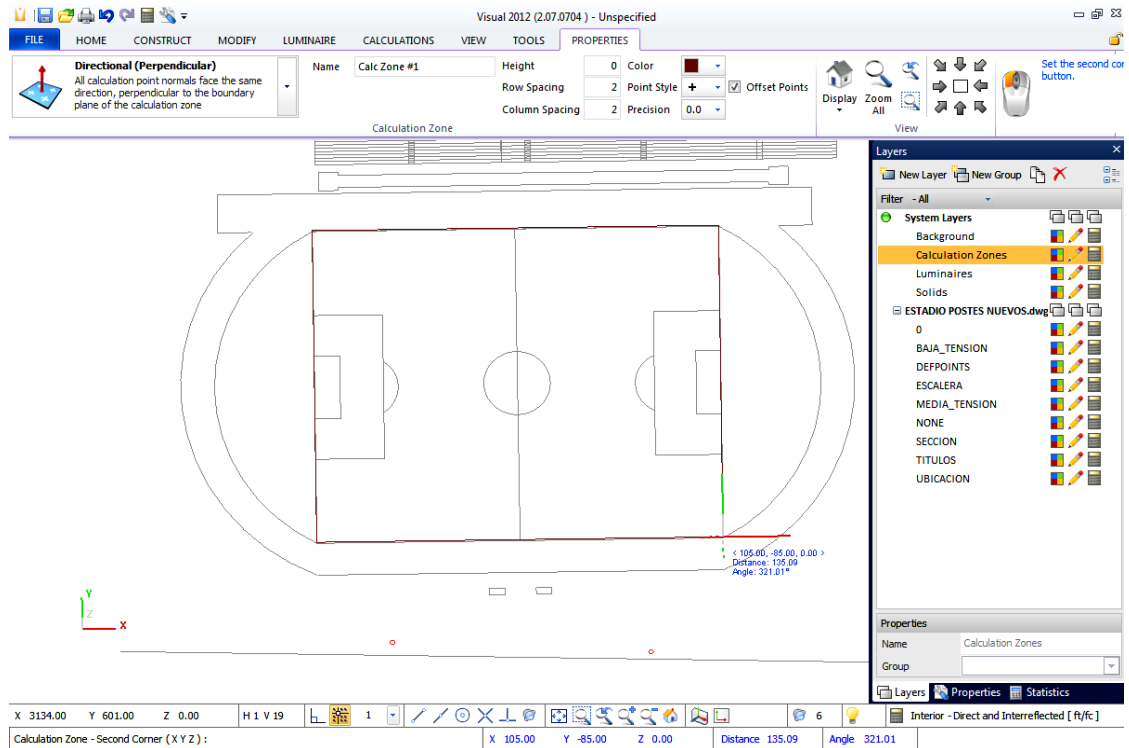 Visual 2012 (2.07.0704 ) - Unspecified
FILE HOME CONSTRUCT MODIFY LUMINAIRE CALCULATIONS VIEW TOOLS PROPERTIES
Directional (Perpendicular)
All calculation point normals face the same
direction, perpendicular to the boundary
plane of the calculation zone
Name Calc Zone #1
Height 0 Color
Row Spacing 2 Point Style + Offset Points
Column Spacing 2 Precision 0.0
Calculation Zone
Display Zoom All
View
Set the second cor
button.
Layers
New Layer New Group
Filter - All
System Layers
Background
Calculation Zones
Luminaires
Solids
ESTADIO POSTES NUEVOS.dwg
0
BAJA_TENSION
DEFPOINTS
ESCALERA
MEDIA_TENSION
NONE
SECCION
TITULOS
UBICACION
< 105.00, -85.00, 0.00 >
Distance: 135.09
Angle: 321.01°
Y
Z
X
Properties
Name Calculation Zones
Group
Layers Properties Statistics
X 3134.00 Y 601.00 Z 0.00 H 1 V 19 1 6 Interior - Direct and Interreflected [ ft/fc ]
Calculation Zone - Second Corner ( X Y Z ) : X 105.00 Y -85.00 Z 0.00 Distance 135.09 Angle 321.01